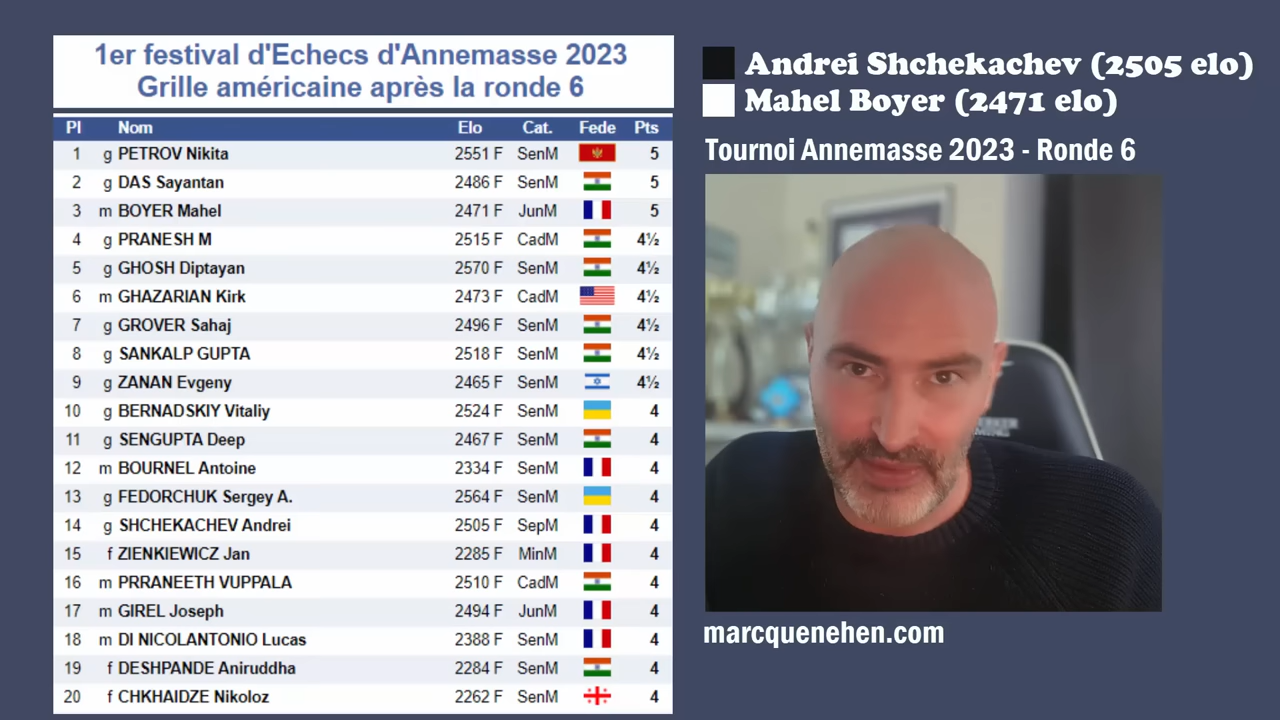 1er festival d'Echecs d'Annemasse 2023
Grille américaine après la ronde 6
Pl Nom Elo Cat. Fede Pts
1 g PETROV Nikita 2551 F SenM 5
2 g DAS Sayantan 2486 F SenM 5
3 m BOYER Mahel 2471 F JunM 5
4 g PRANESH M 2515 F CadM 4½
5 g GHOSH Diptayan 2570 F SenM 4½
6 m GHAZARIAN Kirk 2473 F CadM 4½
7 g GROVER Sahaj 2496 F SenM 4½
8 g SANKALP GUPTA 2518 F SenM 4½
9 g ZANAN Evgeny 2465 F SenM 4½
10 g BERNADSKIY Vitaliy 2524 F SenM 4
11 g SENGUPTA Deep 2467 F SenM 4
12 m BOURNEL Antoine 2334 F SenM 4
13 g FEDORCHUK Sergey A. 2564 F SenM 4
14 g SHCHEKACHEV Andrei 2505 F SepM 4
15 f ZIENKIEWICZ Jan 2285 F MinM 4
16 m PRRANEETH VUPPALA 2510 F CadM 4
17 m GIREL Joseph 2494 F JunM 4
18 m DI NICOLANTONIO Lucas 2388 F SenM 4
19 f DESHPANDE Aniruddha 2284 F SenM 4
20 f CHKHAIDZE Nikoloz 2262 F SenM 4
Andrei Shchekachev (2505 elo)
Mahel Boyer (2471 elo)
Tournoi Annemasse 2023 - Ronde 6
marcquenehen.com